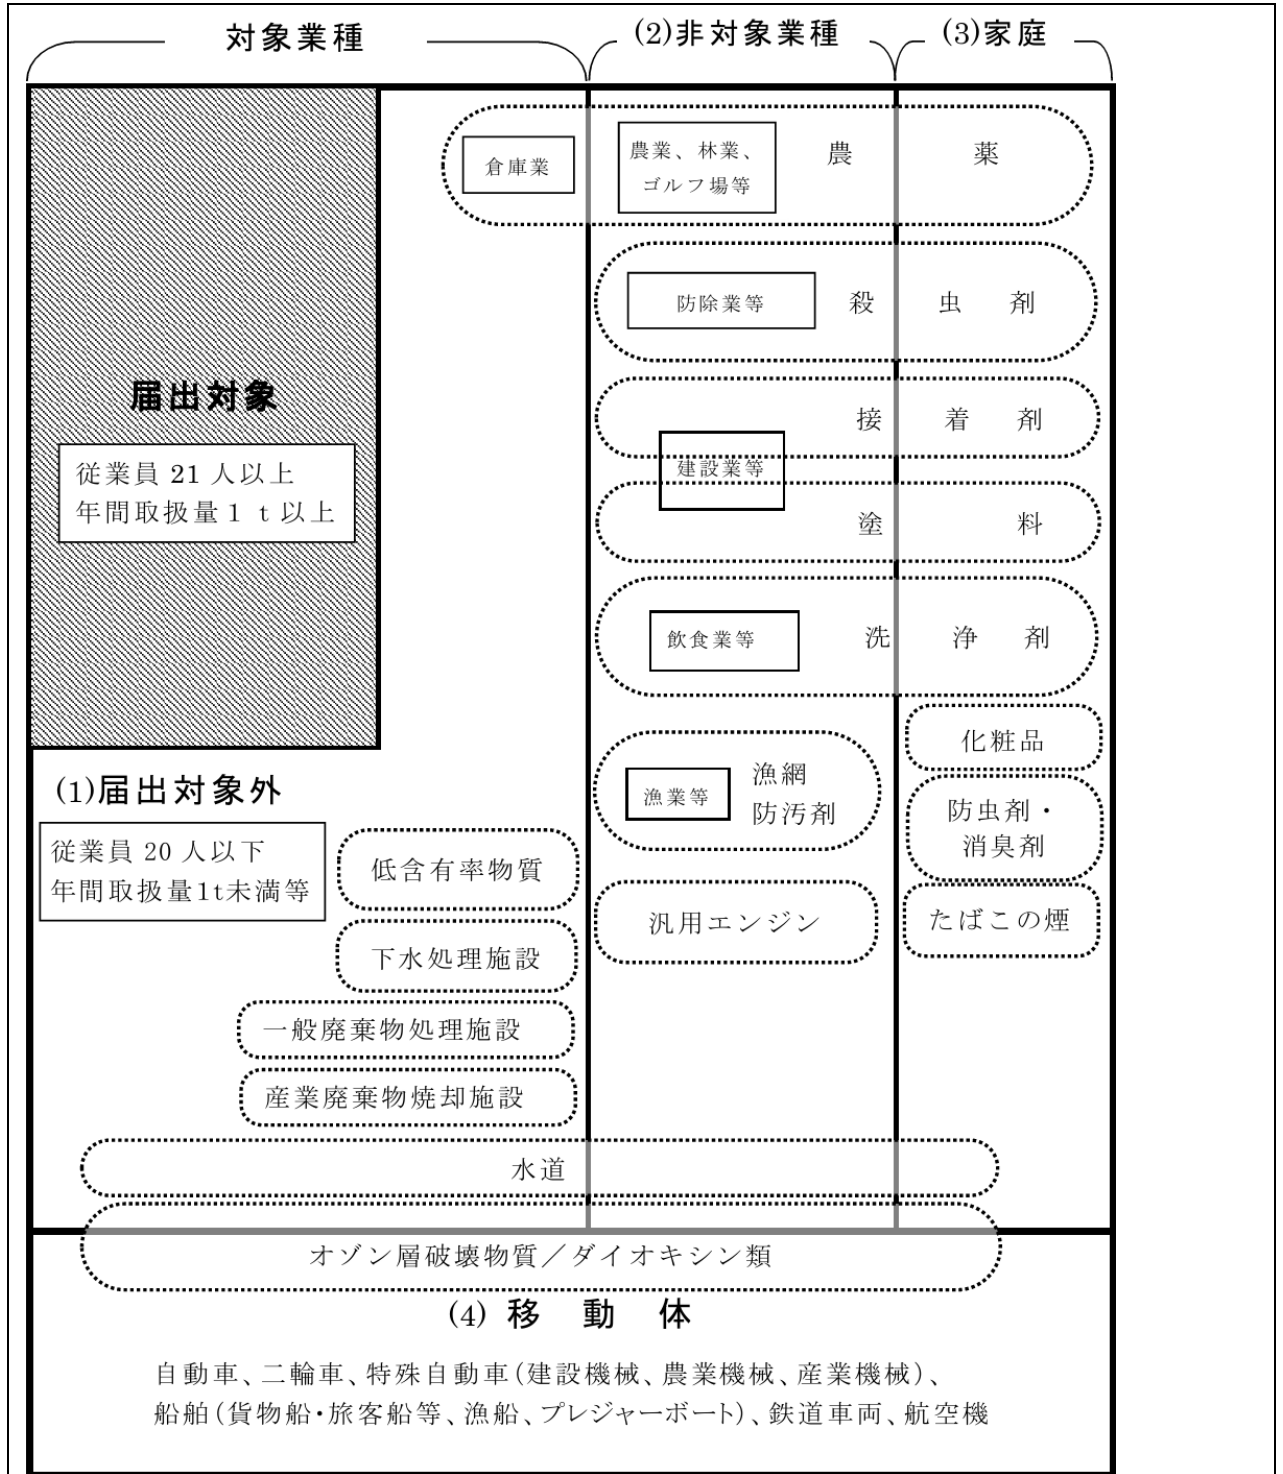 対象業種
(2)非対象業種
(3)家庭
倉庫業
農業、林業、
ゴルフ場等
農 薬
防除業等
殺 虫 剤
接 着 剤
建設業等
塗 料
飲食業等
洗 浄 剤
届出対象
従業員 21 人以上
年間取扱量 1 t 以上
化粧品
漁業等
漁網
防汚剤
防虫剤・
消臭剤
(1)届出対象外
従業員 20 人以下
年間取扱量1t未満等
低含有率物質
汎用エンジン
たばこの煙
下水処理施設
一般廃棄物処理施設
産業廃棄物焼却施設
水道
オゾン層破壊物質/ダイオキシン類
(4) 移 動 体
自動車、二輪車、特殊自動車(建設機械、農業機械、産業機械)、
船舶(貨物船・旅客船等、漁船、プレジャーボート)、鉄道車両、航空機